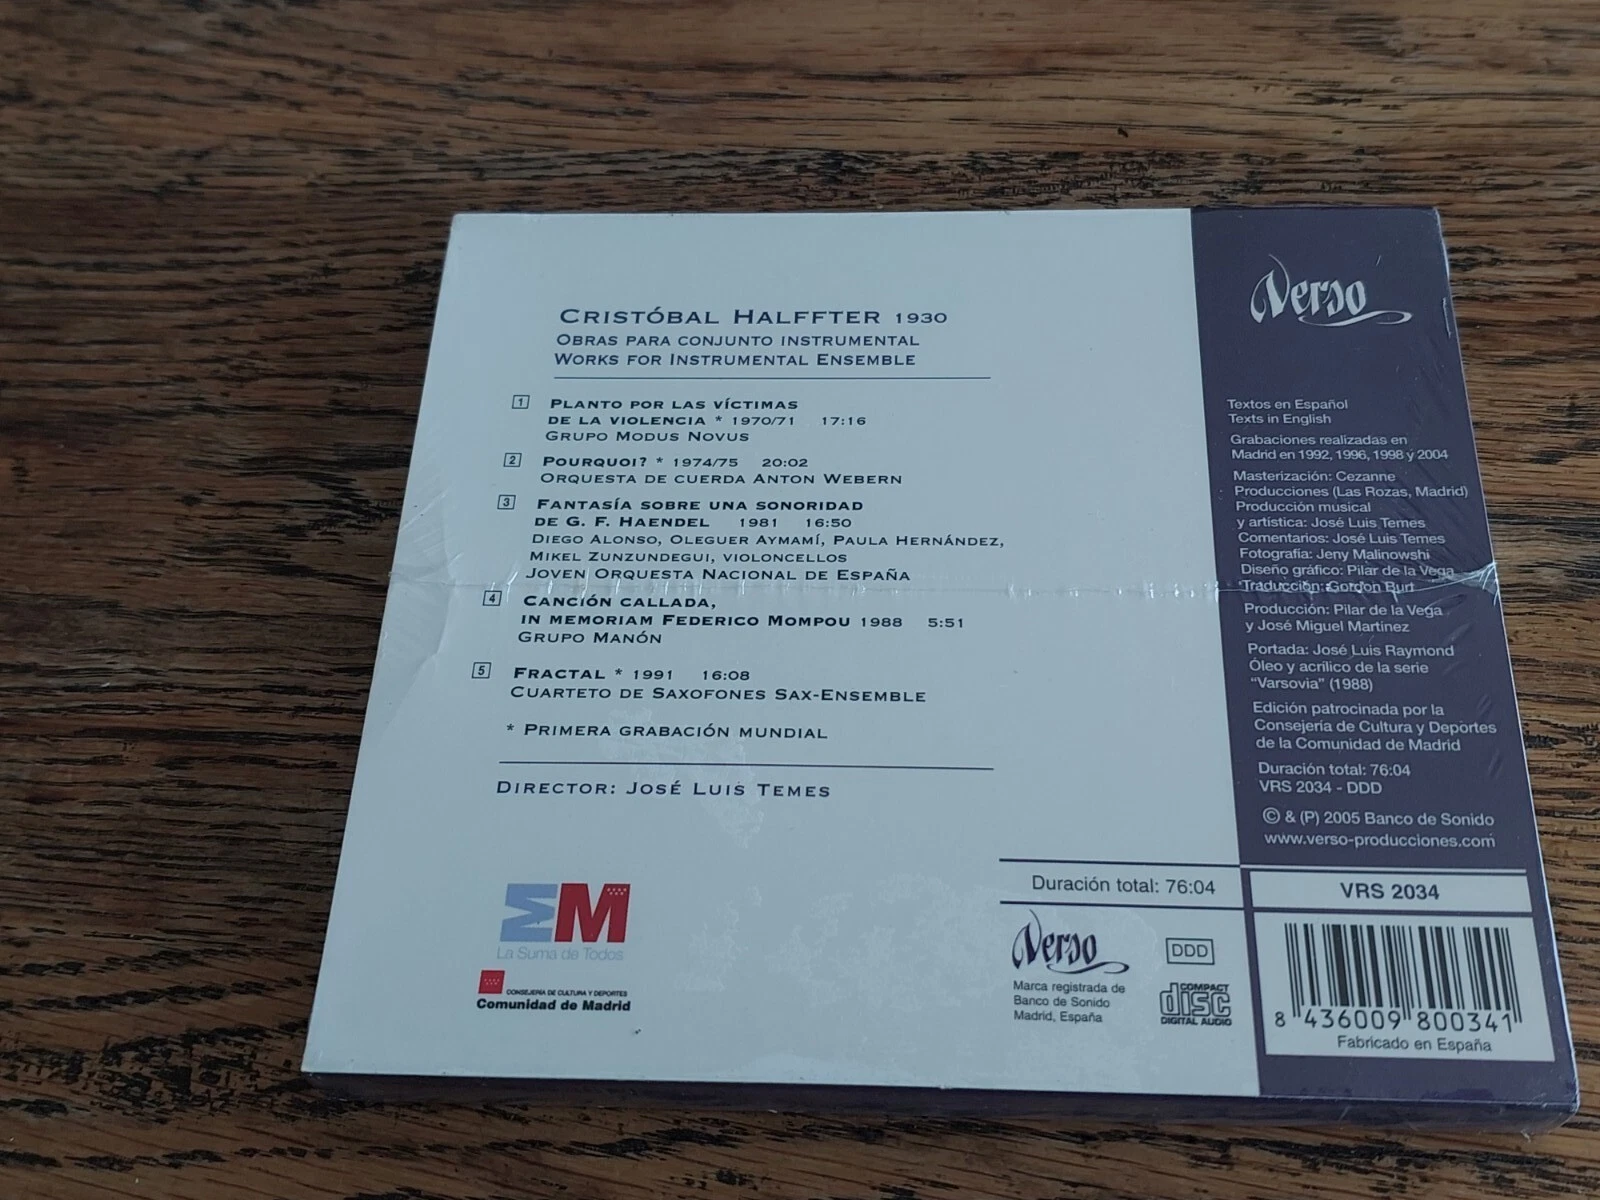 CRISTÓBAL HALFFTER 1930
OBRAS PARA CONJUNTO INSTRUMENTAL
WORKS FOR INSTRUMENTAL ENSEMBLE
1 PLANTO POR LAS VÍCTIMAS
DE LA VIOLENCIA * 1970/71 17:16
GRUPO MODUS NOVUS
2 POURQUOI? * 1974/75 20:02
ORQUESTA DE CUERDA ANTON WEBERN
3 FANTASÍA SOBRE UNA SONORIDAD
DE G. F. HAENDEL 1981 16:50
DIEGO ALONSO, OLEGUER AYMAMÍ, PAULA HERNÁNDEZ,
MIKEL ZUNZUNDEGUI, VIOLONCELLOS
JOVEN ORQUESTA NACIONAL DE ESPAÑA
4 CANCIÓN CALLADA,
IN MEMORIAM FEDERICO MOMPOU 1988 5:51
GRUPO MANÓN
5 FRACTAL * 1991 16:08
CUARTETO DE SAXOFONES SAX-ENSEMBLE
* PRIMERA GRABACIÓN MUNDIAL
DIRECTOR: JOSÉ LUIS TEMES
EM
La Suma de Todos
CONSEJERÍA DE CULTURA Y DEPORTES
Comunidad de Madrid
Duración total: 76:04
Verso
Marca registrada de
Banco de Sonido
Madrid, España
DDD
COMPACT
disc
DIGITAL AUDIO
Verso
Textos en Español
Texts in English
Grabaciones realizadas en
Madrid en 1992, 1996, 1998 y 2004
Masterización: Cezanne
Producciones (Las Rozas, Madrid)
Producción musical
y artística: José Luis Temes
Comentarios: José Luis Temes
Fotografía: Jeny Malinowshi
Diseño gráfico: Pilar de la Vega
Traducción: Gordon Burt
Producción: Pilar de la Vega
y José Miguel Martínez
Portada: José Luis Raymond
Óleo y acrílico de la serie
"Varsovia" (1988)
Edición patrocinada por la
Consejería de Cultura y Deportes
de la Comunidad de Madrid
Duración total: 76:04
VRS 2034 - DDD
© & (P) 2005 Banco de Sonido
www.verso-producciones.com
VRS 2034
8 436009 800341
Fabricado en España